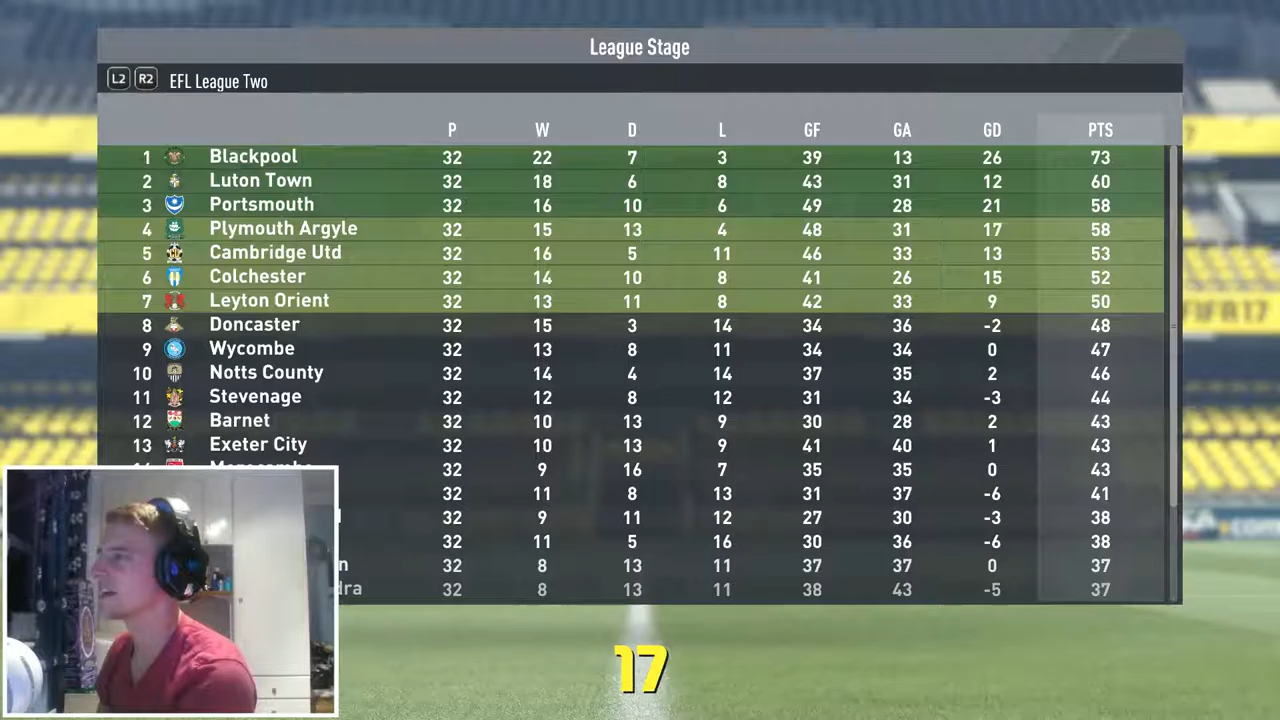 League Stage
L2 R2 EFL League Two
P W D L GF GA GD PTS
1 Blackpool 32 22 7 3 39 13 26 73
2 Luton Town 32 18 6 8 43 31 12 60
3 Portsmouth 32 16 10 6 49 28 21 58
4 Plymouth Argyle 32 15 13 4 48 31 17 58
5 Cambridge Utd 32 16 5 11 46 33 13 53
6 Colchester 32 14 10 8 41 26 15 52
7 Leyton Orient 32 13 11 8 42 33 9 50
8 Doncaster 32 15 3 14 34 36 -2 48
9 Wycombe 32 13 8 11 34 34 0 47
10 Notts County 32 14 4 14 37 35 2 46
11 Stevenage 32 12 8 12 31 34 -3 44
12 Barnet 32 10 13 9 30 28 2 43
13 Exeter City 32 10 13 9 41 40 1 43
32 9 16 7 35 35 0 43
32 11 8 13 31 37 -6 41
32 9 11 12 27 30 -3 38
32 11 5 16 30 36 -6 38
n 32 8 13 11 37 37 0 37
dra 32 8 13 11 38 43 -5 37
17
FIFA 17